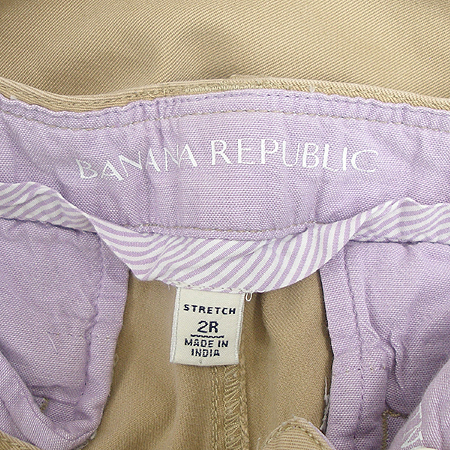 BANANA REPUBLIC
STRETCH
2R
MADE IN
INDIA